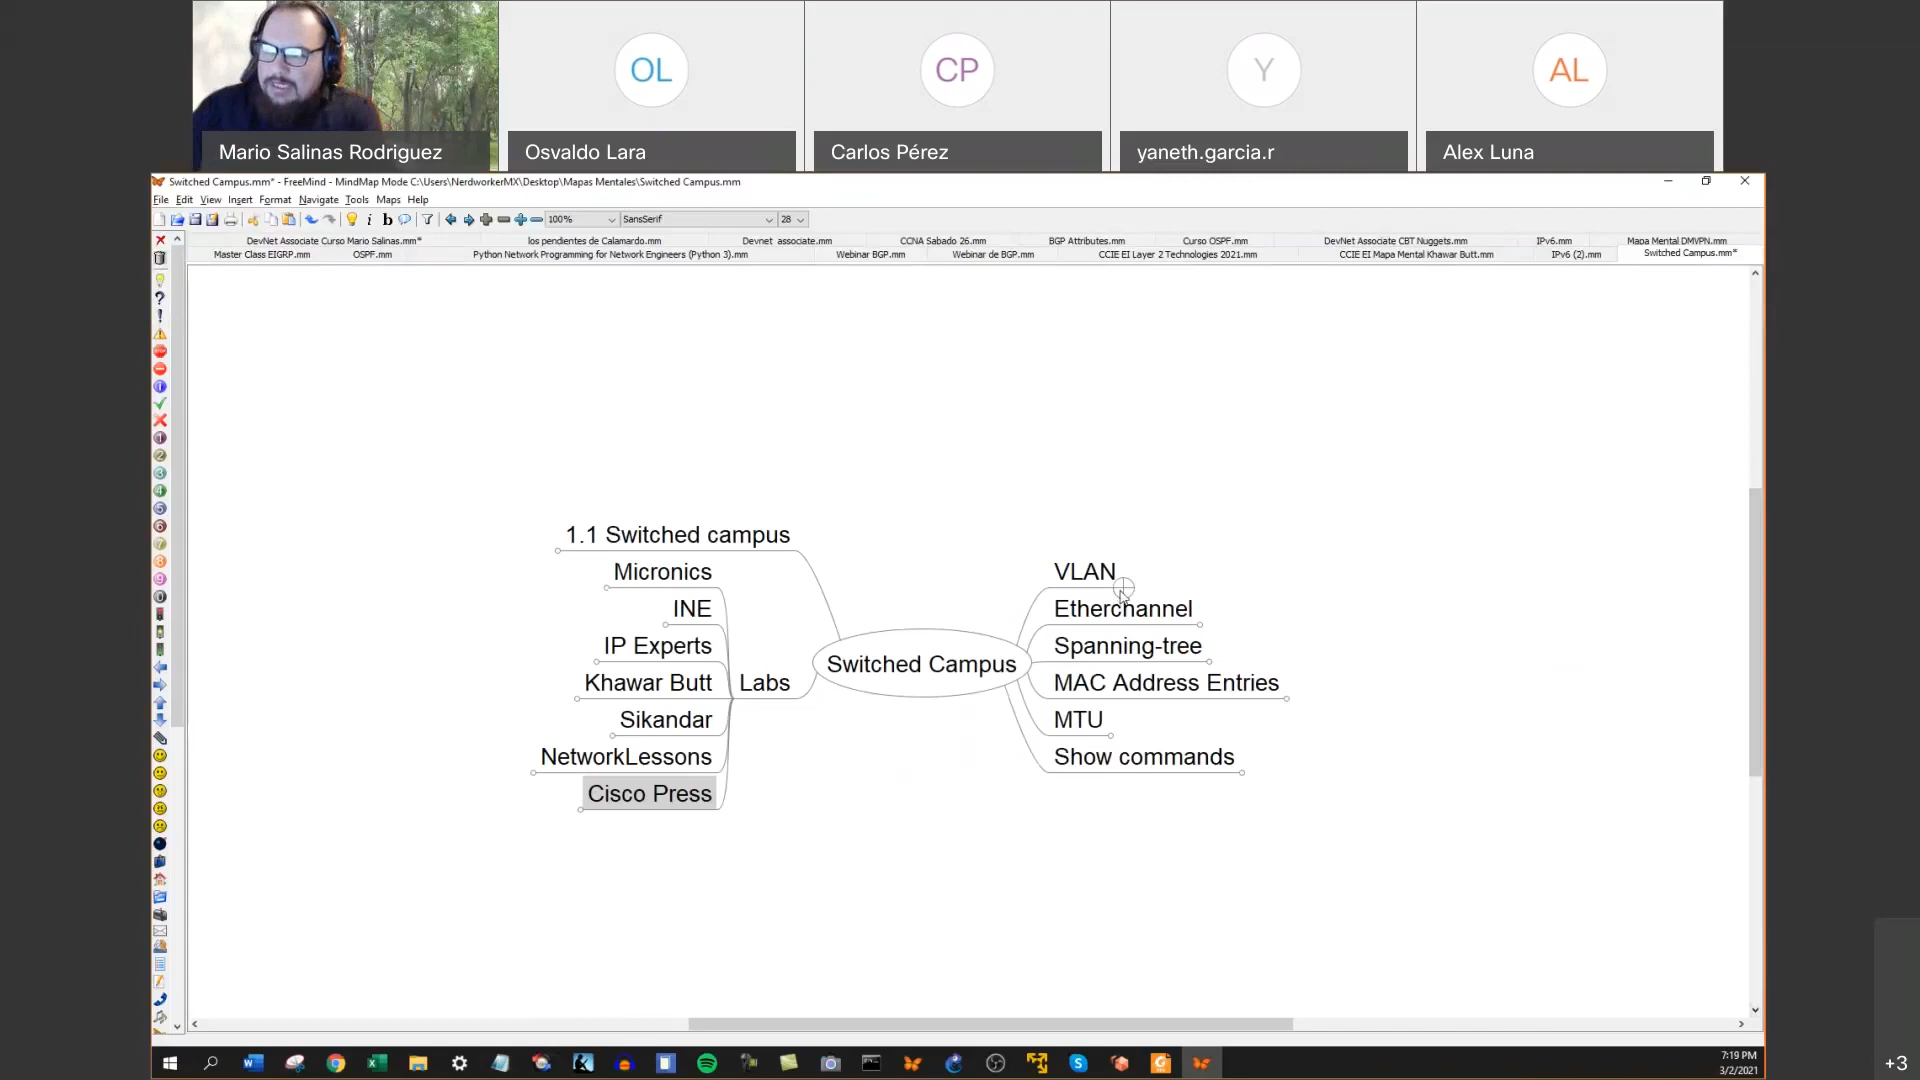 OL
CP
Y
AL
Mario Salinas Rodriguez
Osvaldo Lara
Carlos Pérez
yaneth.garcia.r
Alex Luna
Switched Campus.mm* - FreeMind - MindMap Mode C:\Users\NerdworkerMX\Desktop\Mapas Mentales\Switched Campus.mm
File Edit View Insert Format Navigate Tools Maps Help
100% SansSerif 28
DevNet Associate Curso Mario Salinas.mm* los pendientes de Calamardo.mm Devnet associate.mm CCNA Sabado 26.mm BGP Attributes.mm Curso OSPF.mm DevNet Associate CBT Nuggets.mm IPv6.mm Mapa Mental DMVPN.mm
Master Class EIGRP.mm OSPF.mm Python Network Programming for Network Engineers (Python 3).mm Webinar BGP.mm Webinar de BGP.mm CCIE EI Layer 2 Technologies 2021.mm CCIE EI Mapa Mental Khawar Butt.mm IPv6 (2).mm Switched Campus.mm*
1.1 Switched campus
Micronics
INE
IP Experts
Khawar Butt
Sikandar
NetworkLessons
Cisco Press
Labs
Switched Campus
VLAN
Etherchannel
Spanning-tree
MAC Address Entries
MTU
Show commands
7:19 PM
3/2/2021
+3